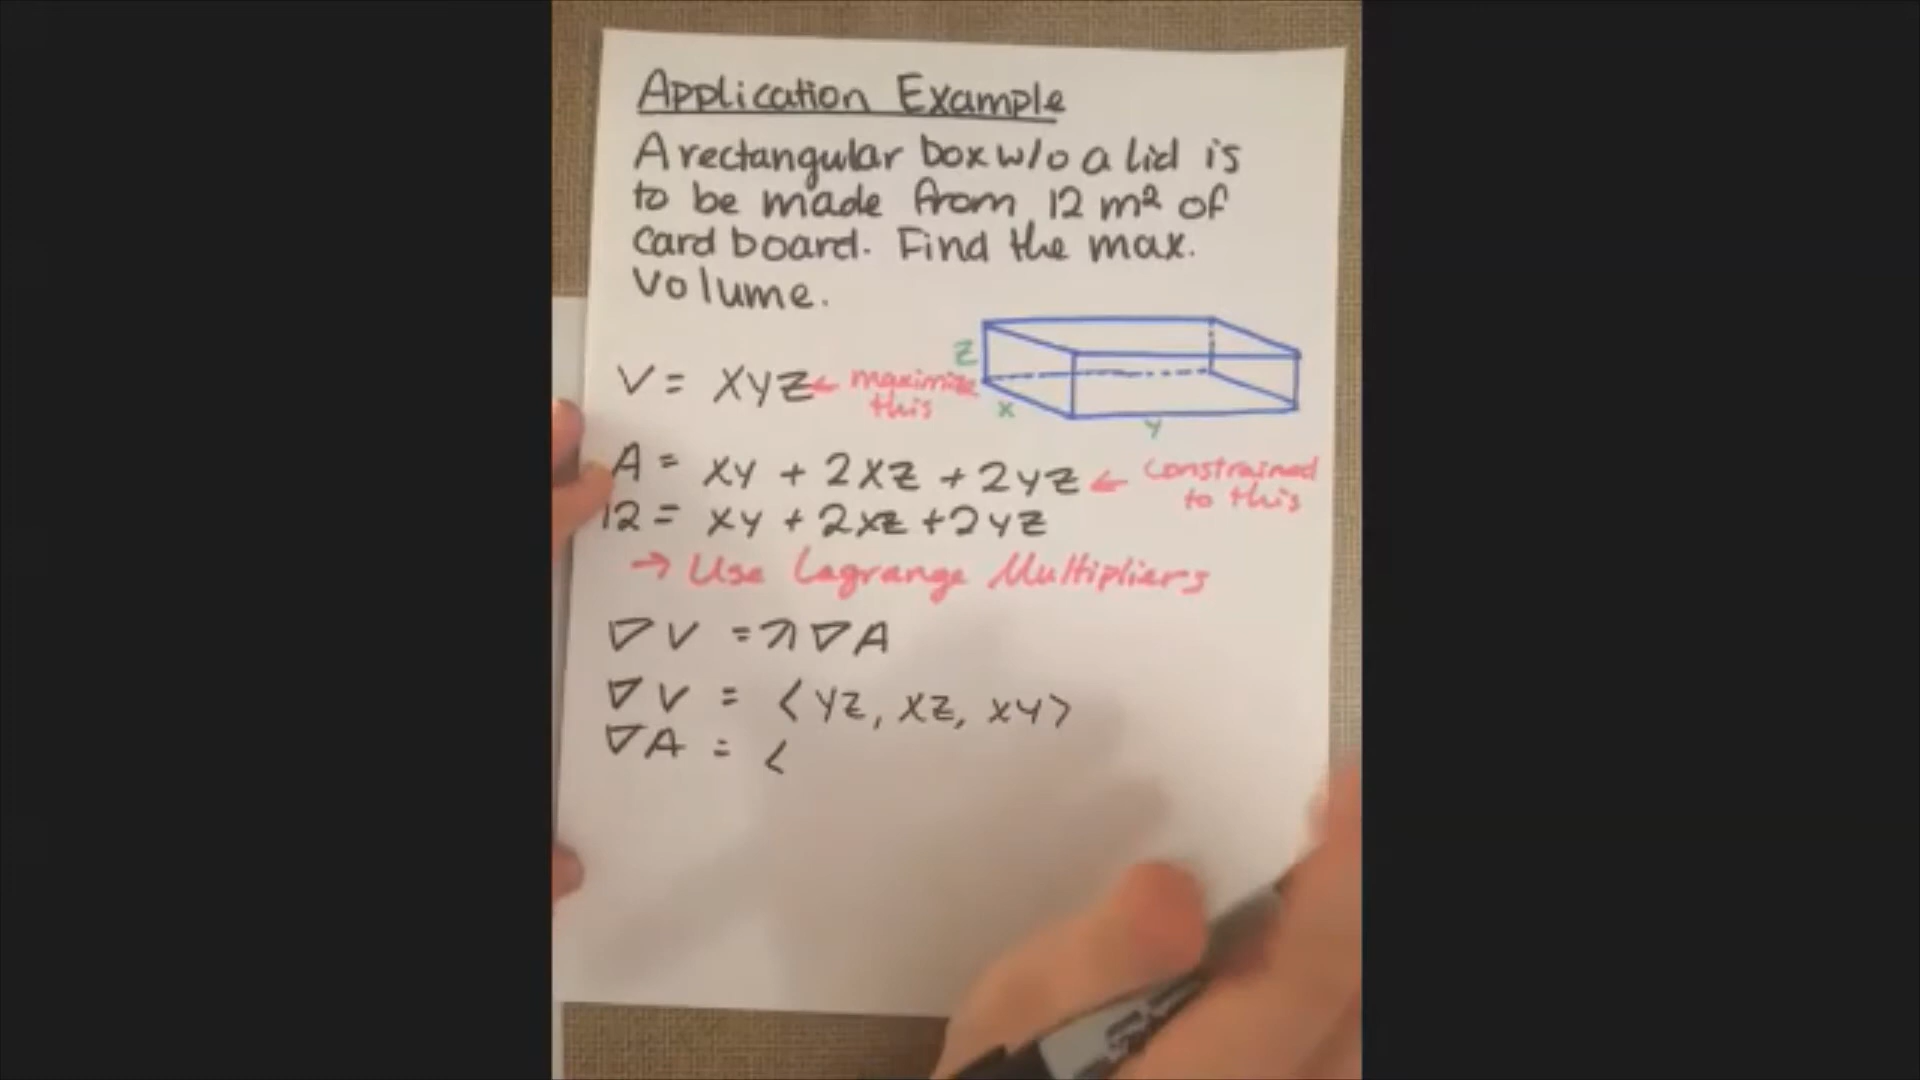 Application Example
A rectangular box w/o a lid is
to be made from 12 m² of
card board. Find the max.
Volume.
V = XYZ ← maximize this
Z
X
Y
A = XY + 2XZ + 2YZ ← constrained to this
12 = XY + 2XZ + 2YZ
→ Use Lagrange Multipliers
∇V = λ∇A
∇V = ⟨YZ, XZ, XY⟩
∇A = ⟨